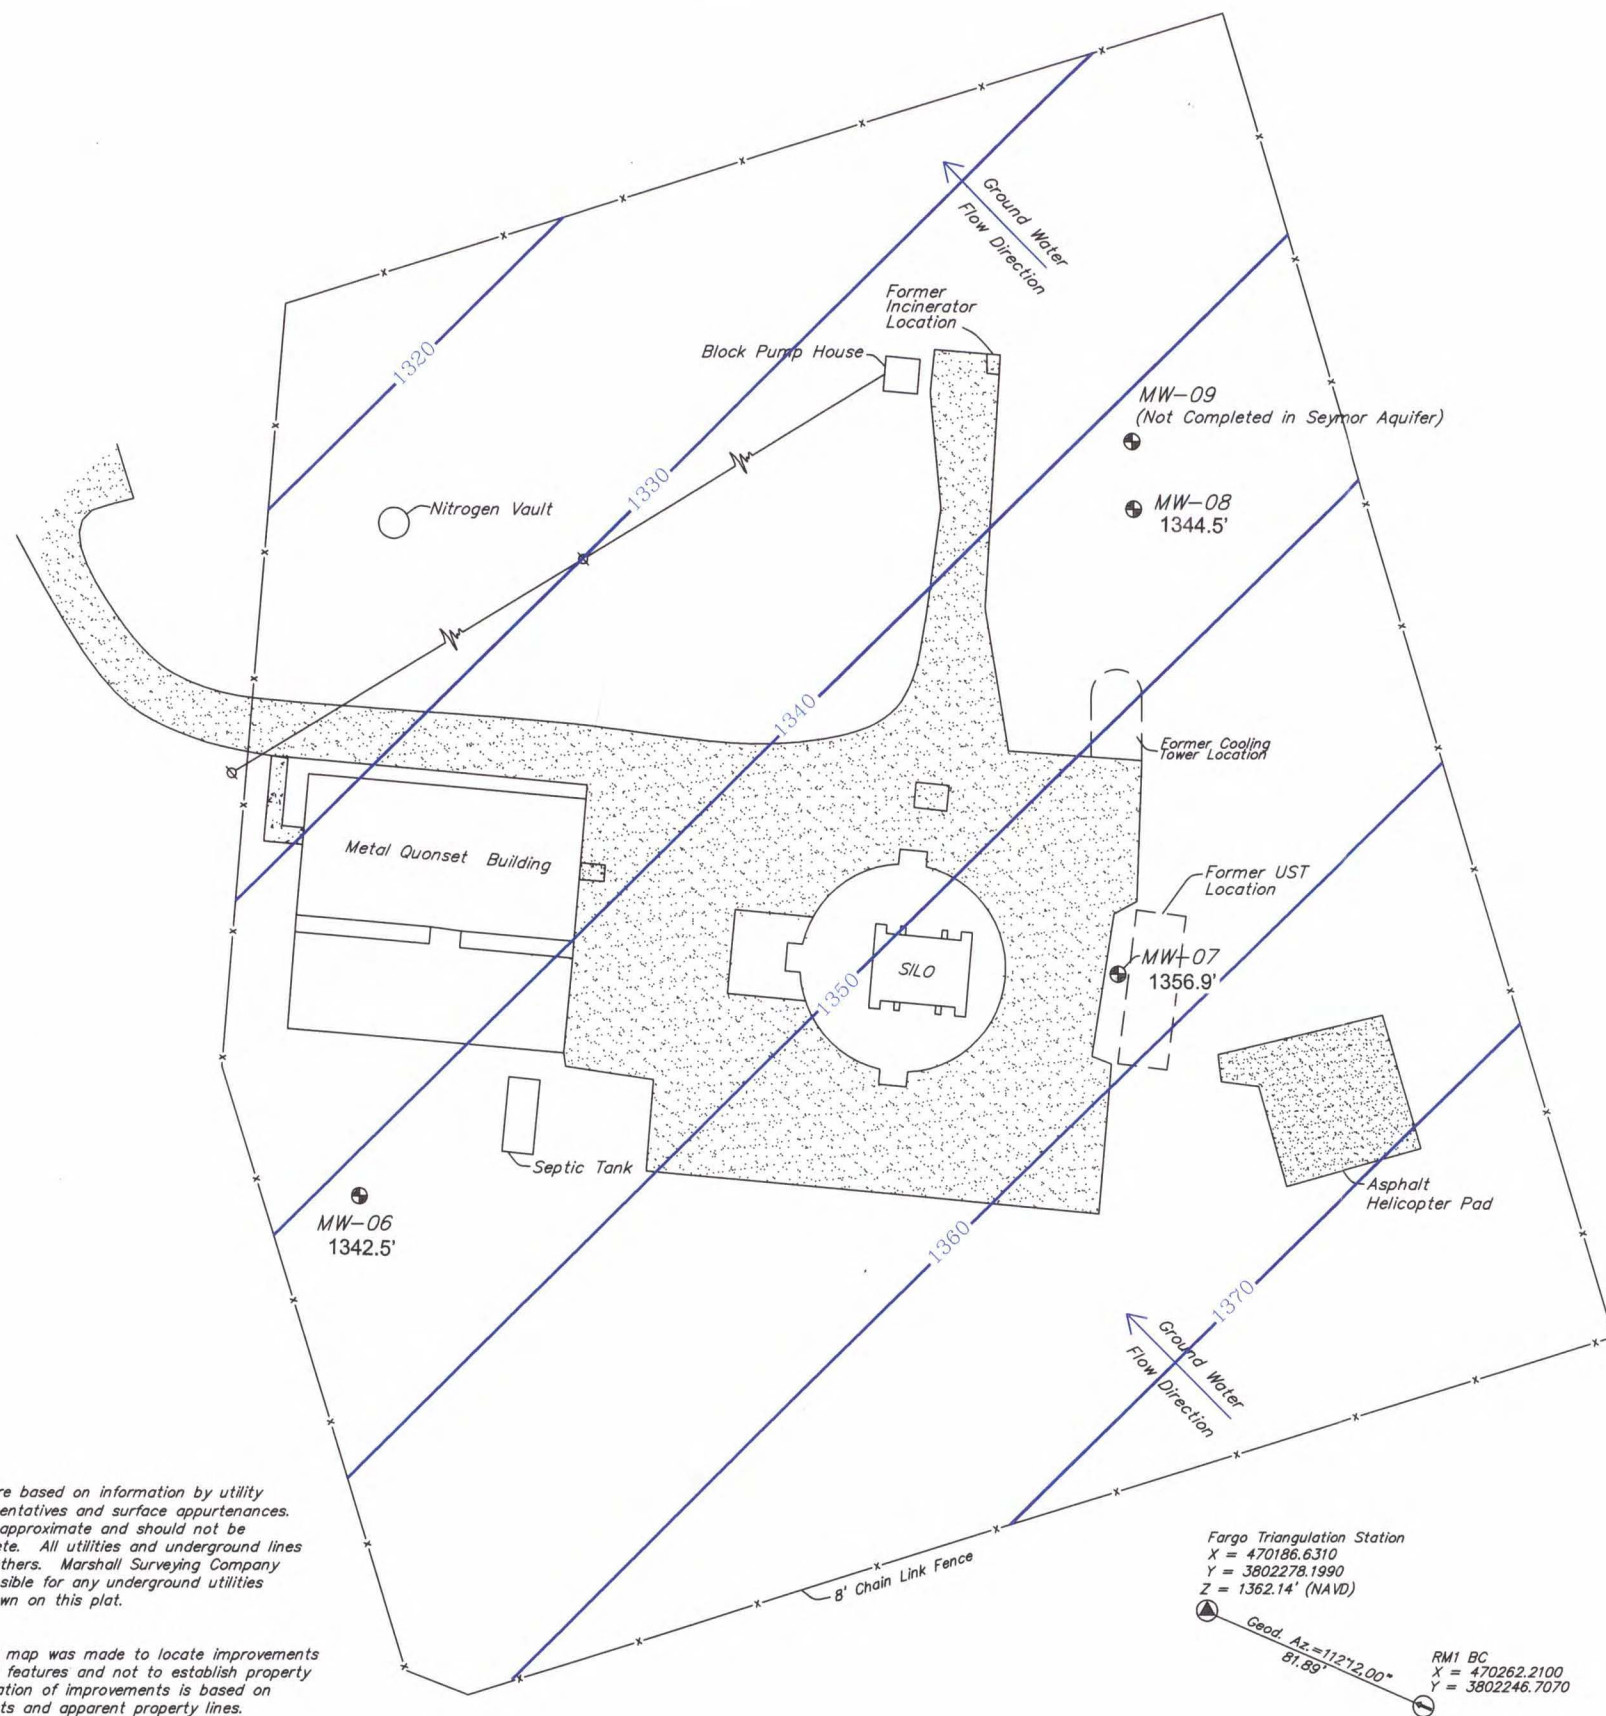 Ground Water
Flow Direction
1320
Former
Incinerator
Location
Block Pump House
MW-09
(Not Completed in Seymor Aquifer)
1330
Nitrogen Vault
MW-08
1344.5'
1340
Former Cooling
Tower Location
Metal Quonset Building
Former UST
Location
SILO
MW-07
1356.9'
1350
Septic Tank
Asphalt
Helicopter Pad
MW-06
1342.5'
1360
1370
Ground Water
Flow Direction
re based on information by utility
entatives and surface appurtenances.
approximate and should not be
te. All utilities and underground lines
thers. Marshall Surveying Company
sible for any underground utilities
wn on this plat.
8' Chain Link Fence
Fargo Triangulation Station
X = 470186.6310
Y = 3802278.1990
Z = 1362.14' (NAVD)
81.89'
RM1 BC
X = 470262.2100
Y = 3802246.7070
map was made to locate improvements
features and not to establish property
ation of improvements is based on
ts and apparent property lines.